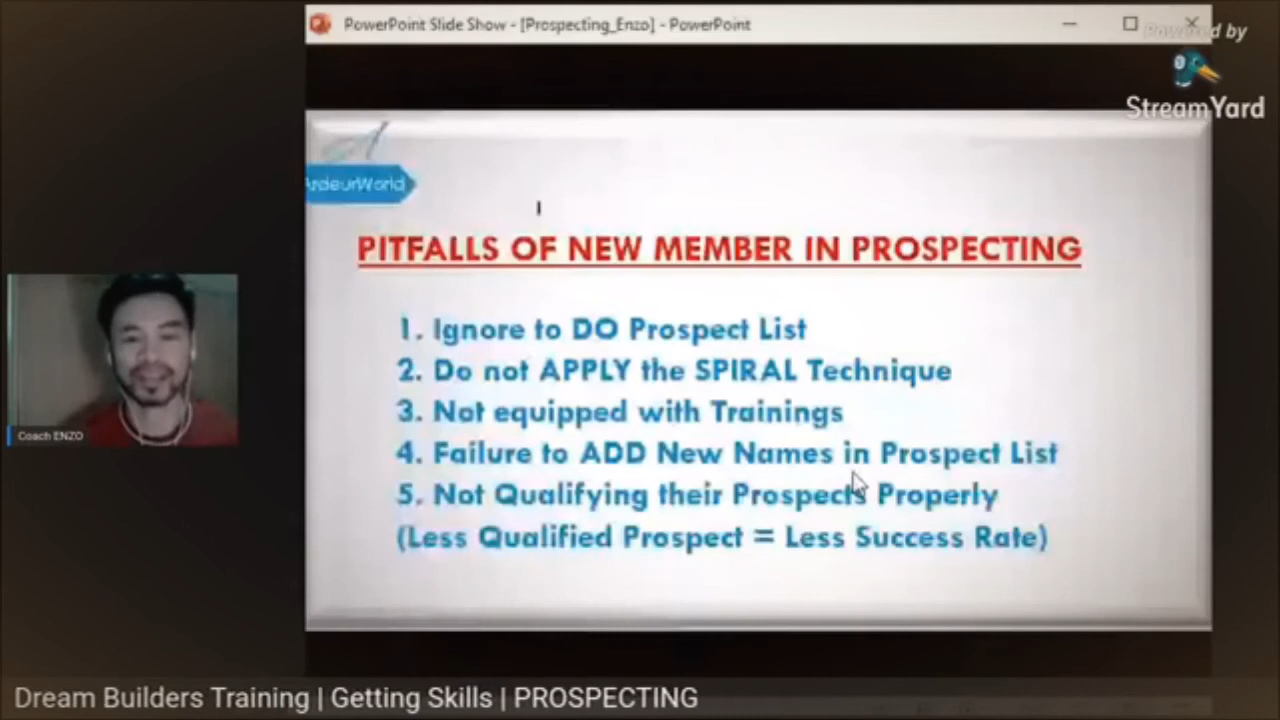 PowerPoint Slide Show - [Prospecting_Enzo] - PowerPoint
Powered by
StreamYard
ArdeurWorld
PITFALLS OF NEW MEMBER IN PROSPECTING
1. Ignore to DO Prospect List
2. Do not APPLY the SPIRAL Technique
3. Not equipped with Trainings
4. Failure to ADD New Names in Prospect List
5. Not Qualifying their Prospects Properly
(Less Qualified Prospect = Less Success Rate)
Coach ENZO
Dream Builders Training | Getting Skills | PROSPECTING